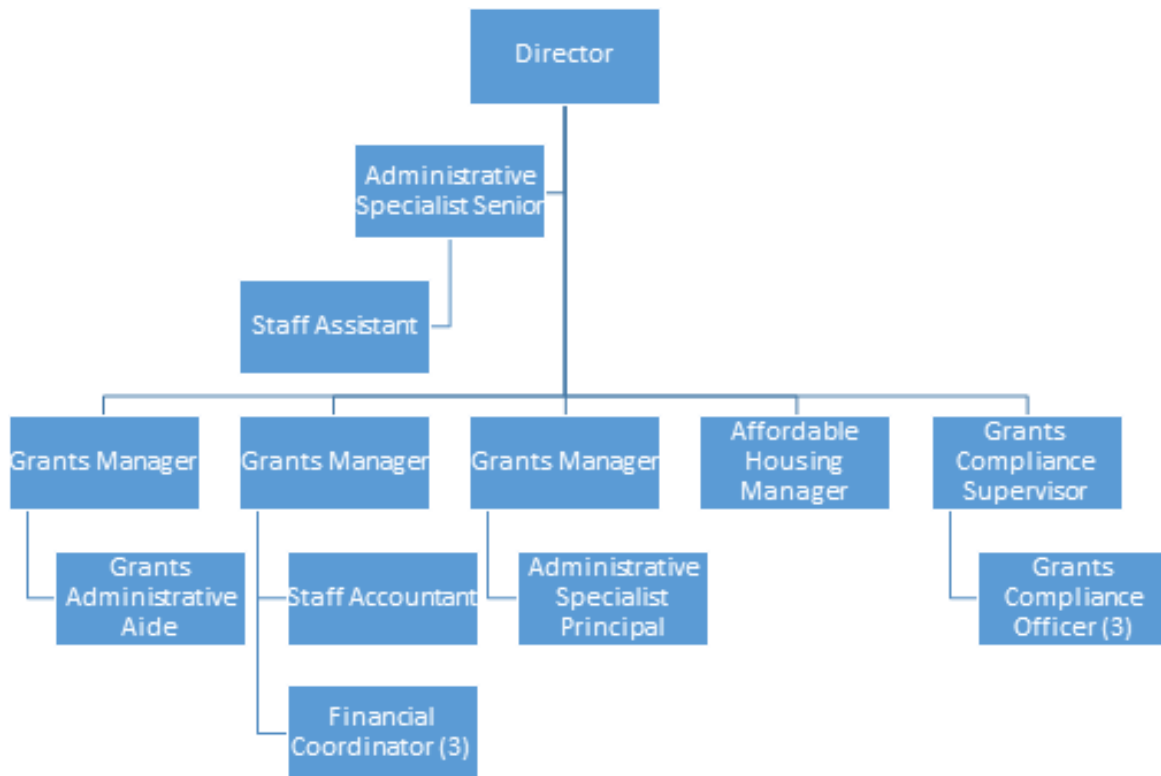 Director
Administrative
Specialist Senior
Staff Assistant
Grants Manager
Grants Manager
Grants Manager
Affordable
Housing
Manager
Grants
Compliance
Supervisor
Grants
Administrative
Aide
Staff Accountant
Administrative
Specialist
Principal
Grants
Compliance
Officer (3)
Financial
Coordinator (3)